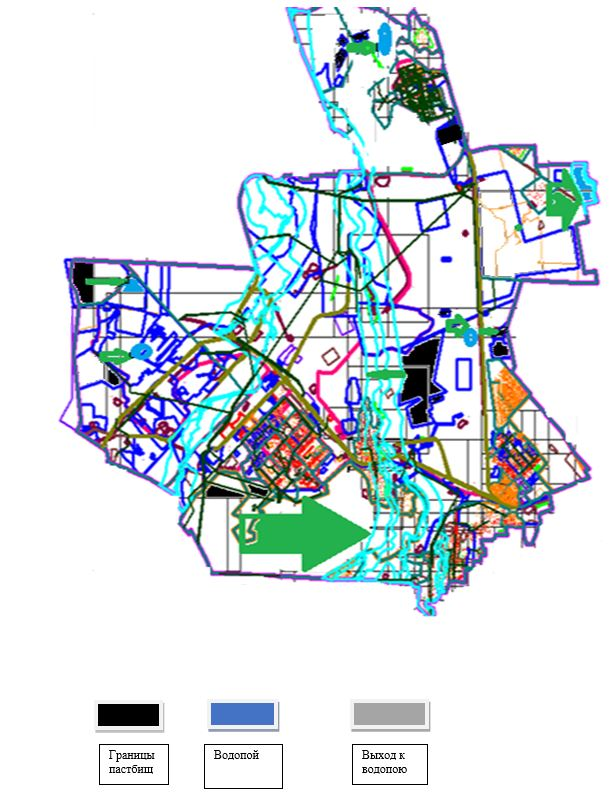 Границы
пастбищ
Водопой
Выход к
водопою